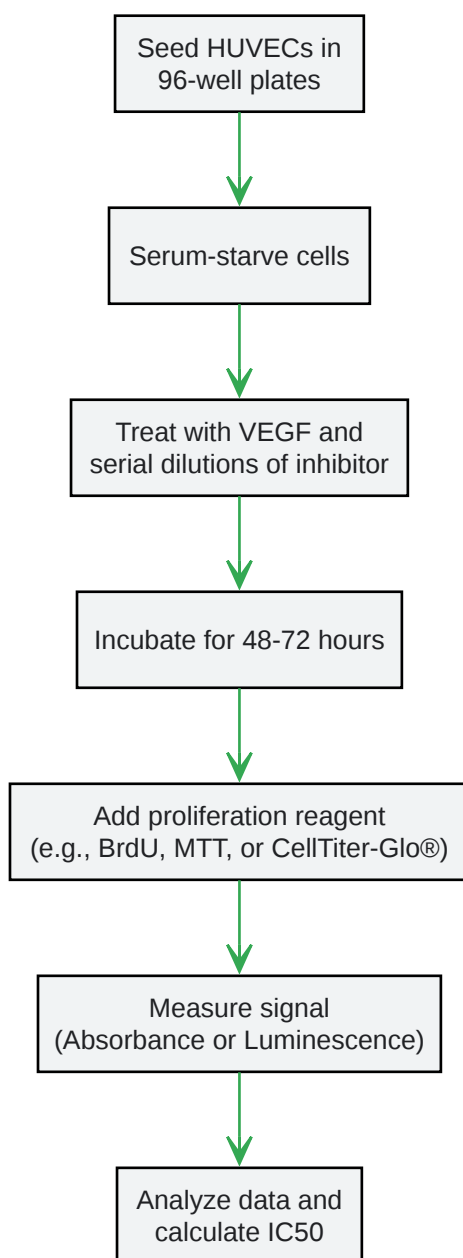 Seed HUVECs in
96-well plates
Serum-starve cells
Treat with VEGF and
serial dilutions of inhibitor
Incubate for 48-72 hours
Add proliferation reagent
(e.g., BrdU, MTT, or CellTiter-Glo®)
Measure signal
(Absorbance or Luminescence)
Analyze data and
calculate IC50